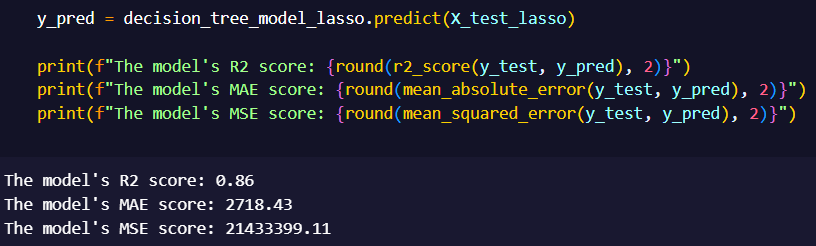 y_pred = decision_tree_model_lasso.predict(X_test_lasso)
print(f"The model's R2 score: {round(r2_score(y_test, y_pred), 2)}")
print(f"The model's MAE score: {round(mean_absolute_error(y_test, y_pred), 2)}")
print(f"The model's MSE score: {round(mean_squared_error(y_test, y_pred), 2)}")
The model's R2 score: 0.86
The model's MAE score: 2718.43
The model's MSE score: 21433399.11